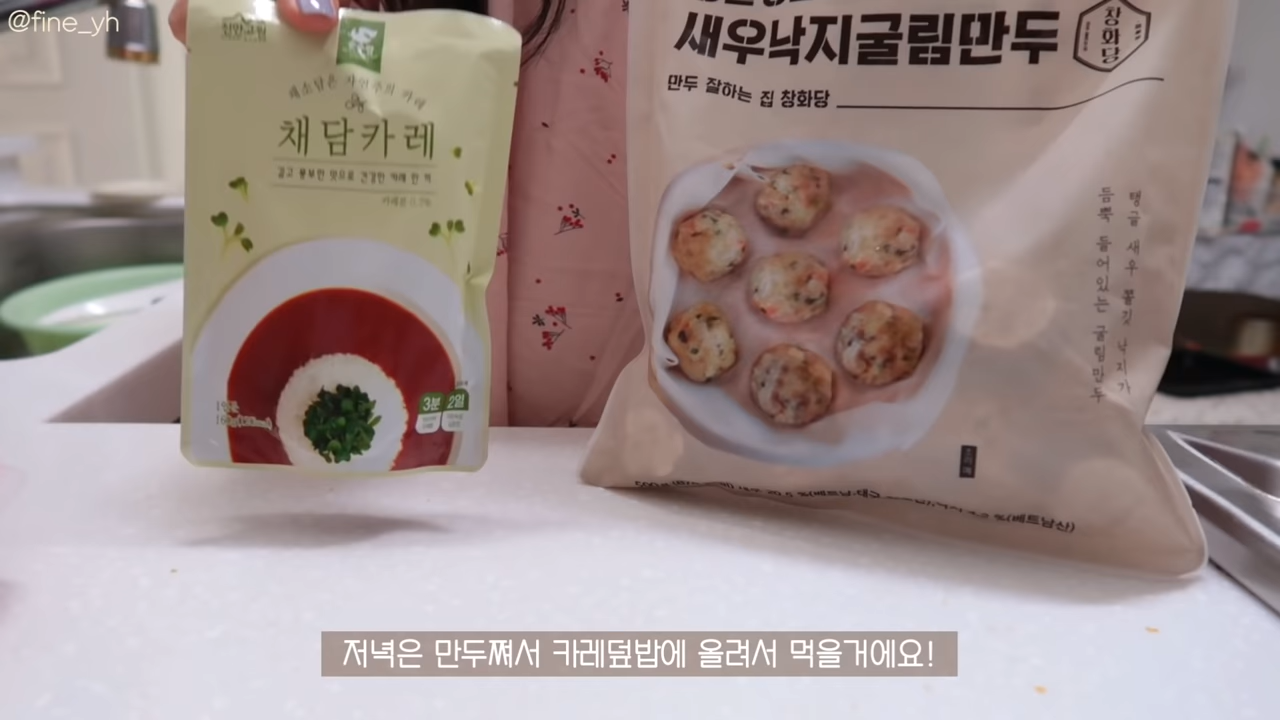 @fine_yh
채담카레
3분 2일
새우낙지굴림만두
만두 잘하는 집 창화당
창화당
탱글 새우 쫄깃 낙지가
듬뿍 들어있는 굴림만두
저녁은 만두쪄서 카레덮밥에 올려서 먹을거에요!